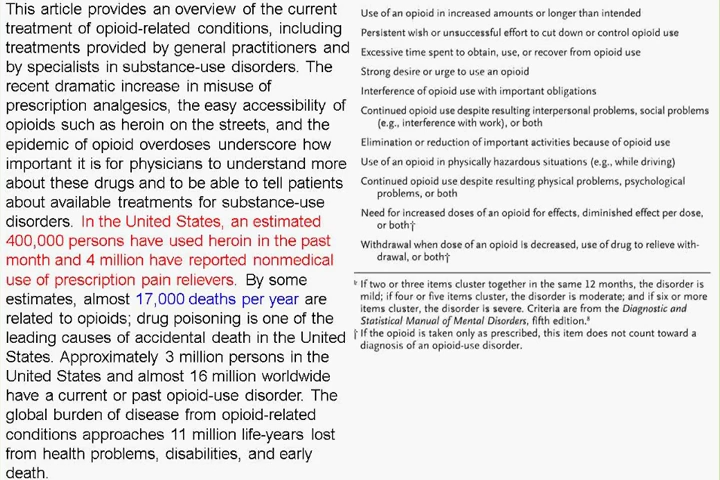 This article provides an overview of the current
treatment of opioid-related conditions, including
treatments provided by general practitioners and
by specialists in substance-use disorders. The
recent dramatic increase in misuse of
prescription analgesics, the easy accessibility of
opioids such as heroin on the streets, and the
epidemic of opioid overdoses underscore how
important it is for physicians to understand more
about these drugs and to be able to tell patients
about available treatments for substance-use
disorders. In the United States, an estimated
400,000 persons have used heroin in the past
month and 4 million have reported nonmedical
use of prescription pain relievers. By some
estimates, almost 17,000 deaths per year are
related to opioids; drug poisoning is one of the
leading causes of accidental death in the United
States. Approximately 3 million persons in the
United States and almost 16 million worldwide
have a current or past opioid-use disorder. The
global burden of disease from opioid-related
conditions approaches 11 million life-years lost
from health problems, disabilities, and early
death.
Use of an opioid in increased amounts or longer than intended
Persistent wish or unsuccessful effort to cut down or control opioid use
Excessive time spent to obtain, use, or recover from opioid use
Strong desire or urge to use an opioid
Interference of opioid use with important obligations
Continued opioid use despite resulting interpersonal problems, social problems
(e.g., interference with work), or both
Elimination or reduction of important activities because of opioid use
Use of an opioid in physically hazardous situations (e.g., while driving)
Continued opioid use despite resulting physical problems, psychological
problems, or both
Need for increased doses of an opioid for effects, diminished effect per dose,
or both†
Withdrawal when dose of an opioid is decreased, use of drug to relieve with-
drawal, or both†
* If two or three items cluster together in the same 12 months, the disorder is
mild; if four or five items cluster, the disorder is moderate; and if six or more
items cluster, the disorder is severe. Criteria are from the Diagnostic and
Statistical Manual of Mental Disorders, fifth edition.⁸
† If the opioid is taken only as prescribed, this item does not count toward a
diagnosis of an opioid-use disorder.